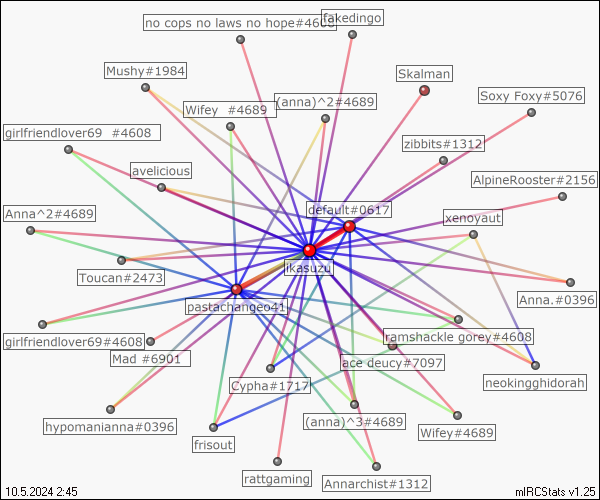 no cops no laws no hope#4608
fakedingo
Mushy#1984
Skalman
Wifey #4689
(anna)^2#4689
Soxy Foxy#5076
girlfriendlover69 #4608
zibbits#1312
avelicious
AlpineRooster#2156
Anna^2#4689
default#0617
xenoyaut
ikasuzu
Toucan#2473
Anna.#0396
pastachangeo41
girlfriendlover69#4608
ramshackle gorey#4608
Mad #6901
ace deucy#7097
Cypha#1717
neokingghidorah
hypomanianna#0396
(anna)^3#4689
Wifey#4689
frisout
rattgaming
Annarchist#1312
10.5.2024 2:45
mIRCStats v1.25